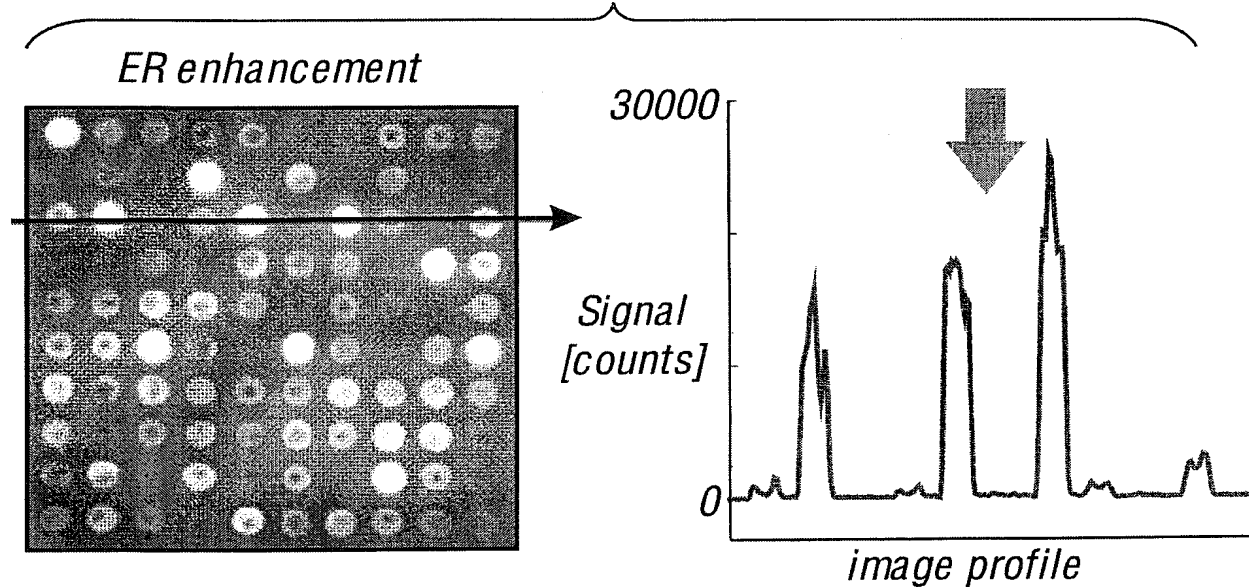 ER enhancement
30000
Signal
[counts]
0
image profile